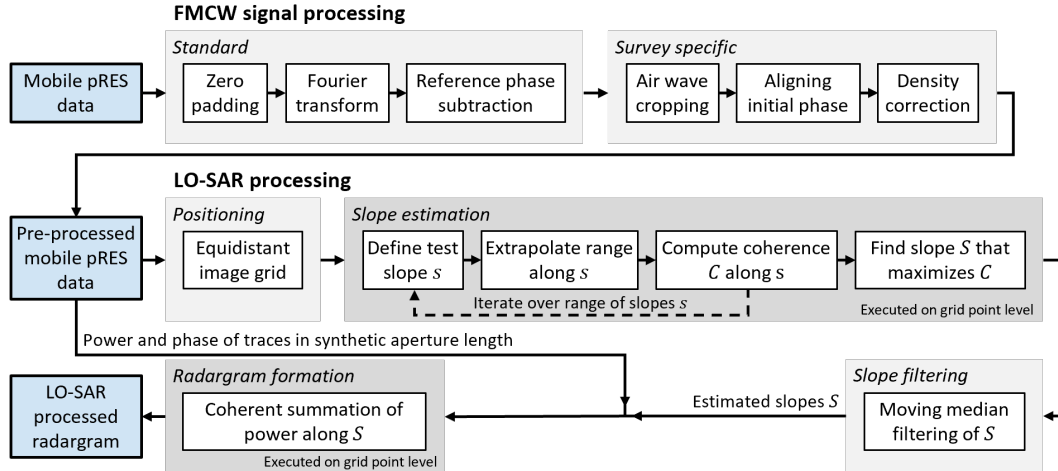 FMCW signal processing
Standard
Survey specific
Mobile pRES
data
Zero
padding
Fourier
transform
Reference phase
subtraction
Air wave
cropping
Aligning
initial phase
Density
correction
LO-SAR processing
Pre-processed
mobile pRES
data
Positioning
Equidistant
image grid
Slope estimation
Define test
slope s
Extrapolate range
along s
Compute coherence
C along s
Find slope S that
maximizes C
Iterate over range of slopes s
Executed on grid point level
Power and phase of traces in synthetic aperture length
LO-SAR
processed
radargram
Radargram formation
Coherent summation of
power along S
Executed on grid point level
Estimated slopes S
Slope filtering
Moving median
filtering of S